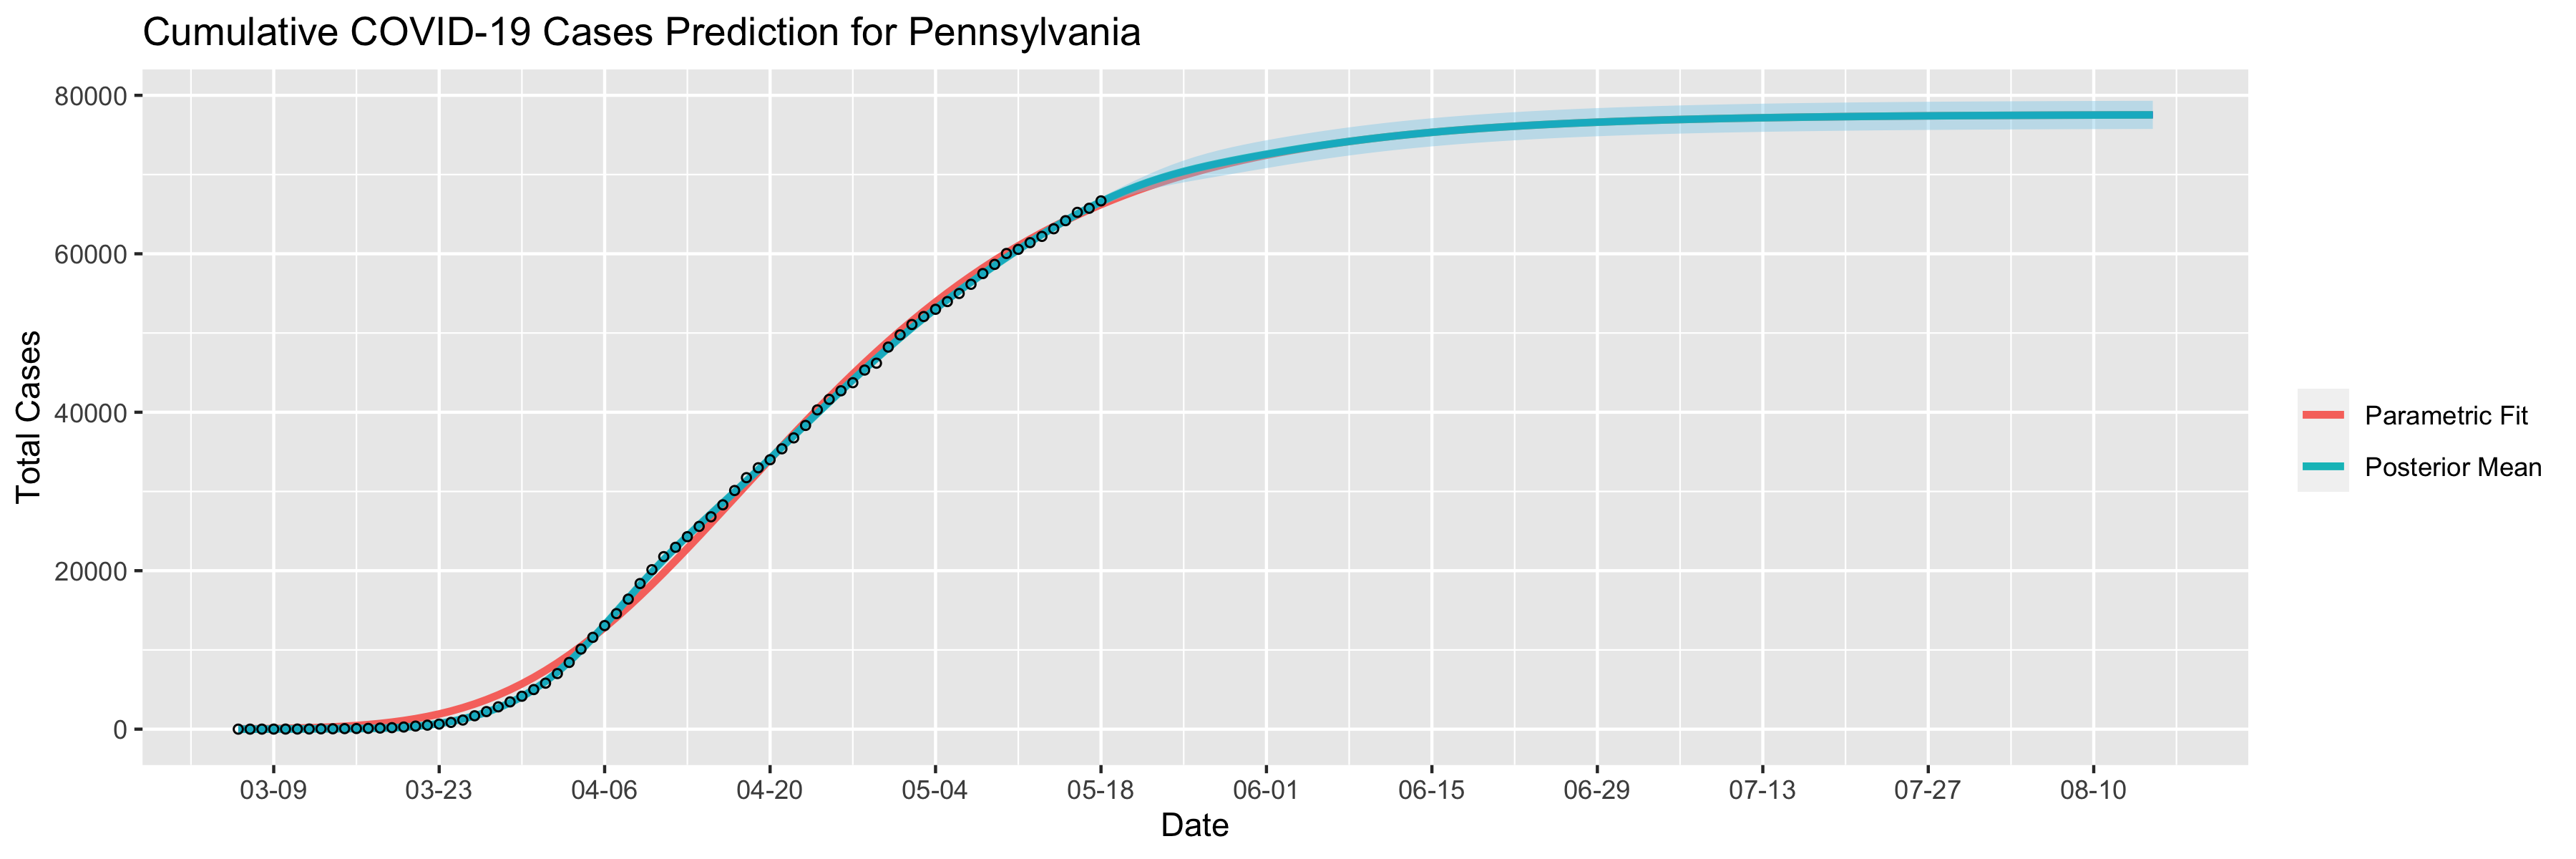 Cumulative COVID-19 Cases Prediction for Pennsylvania
80000
60000
40000
20000
0
Total Cases
03-09 03-23 04-06 04-20 05-04 05-18 06-01 06-15 06-29 07-13 07-27 08-10
Date
Parametric Fit
Posterior Mean